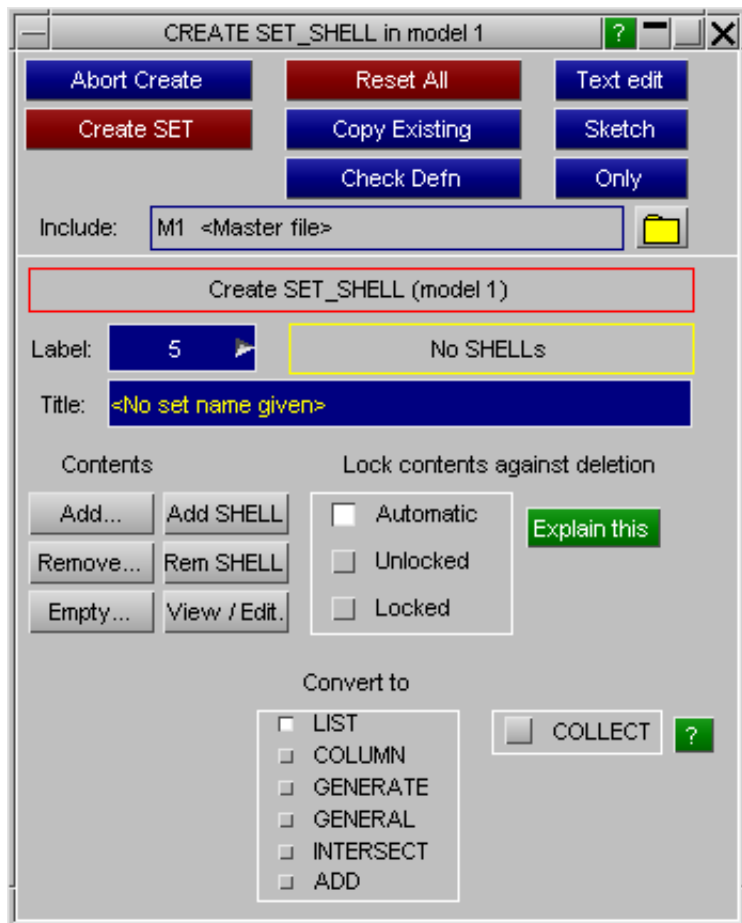 CREATE SET_SHELL in model 1 ?
Abort Create Reset All Text edit
Create SET Copy Existing Sketch
Check Defn Only
Include: M1 <Master file>
Create SET_SHELL (model 1)
Label: 5 No SHELLs
Title: <No set name given>
Contents Lock contents against deletion
Add... Add SHELL Automatic Explain this
Remove... Rem SHELL Unlocked
Empty... View / Edit. Locked
Convert to
LIST COLLECT ?
COLUMN
GENERATE
GENERAL
INTERSECT
ADD